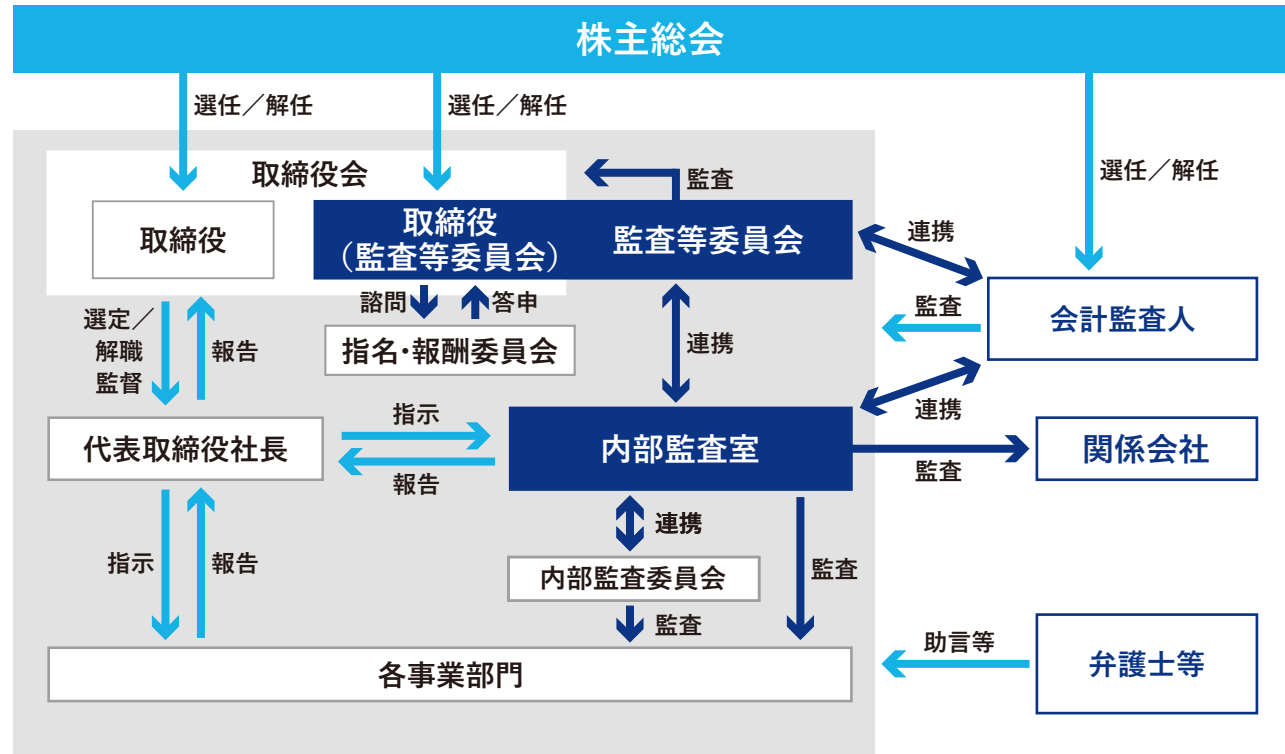 株主総会
選任／解任
選任／解任
選任／解任
取締役会
監査
取締役
取締役
（監査等委員会）
監査等委員会
連携
会計監査人
監査
諮問
答申
指名・報酬委員会
連携
選定／
解職
監督
報告
連携
代表取締役社長
指示
報告
内部監査室
監査
関係会社
連携
指示
報告
内部監査委員会
監査
監査
各事業部門
助言等
弁護士等